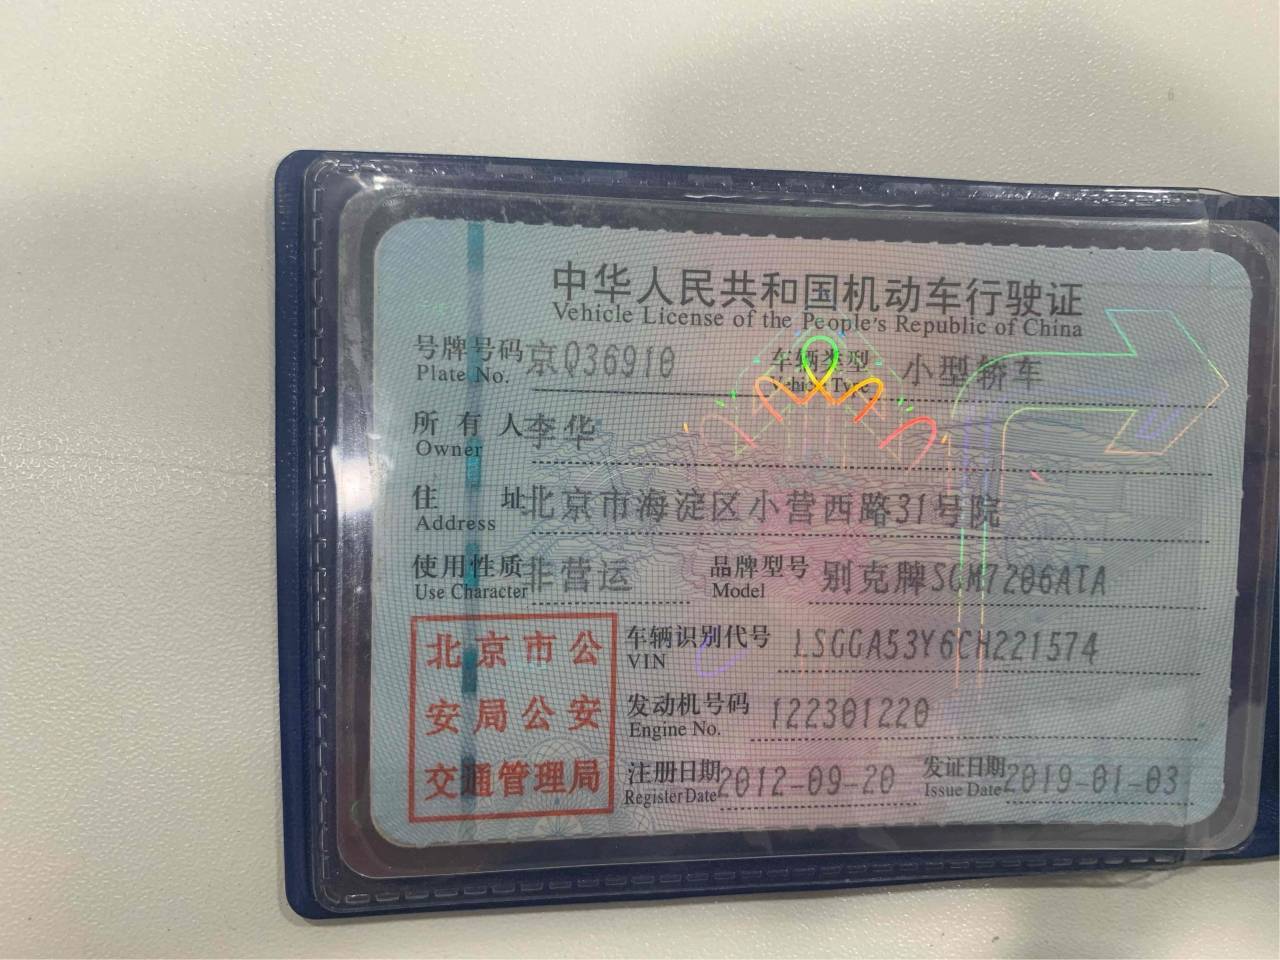 中华人民共和国机动车行驶证
Vehicle License of the People's Republic of China
号牌号码 京Q36910 车辆类型 小型轿车
Plate No. Vehicle Type
所有人 李华
Owner
住址 北京市海淀区小营西路31号院
Address
使用性质 非营运 品牌型号 别克牌SGM7206ATA
Use Character Model
北京市公
安局公安
交通管理局
车辆识别代号 LSGGA53Y6CH221574
VIN
发动机号码 122301220
Engine No.
注册日期 2012-09-20 发证日期 2019-01-03
Register Date Issue Date